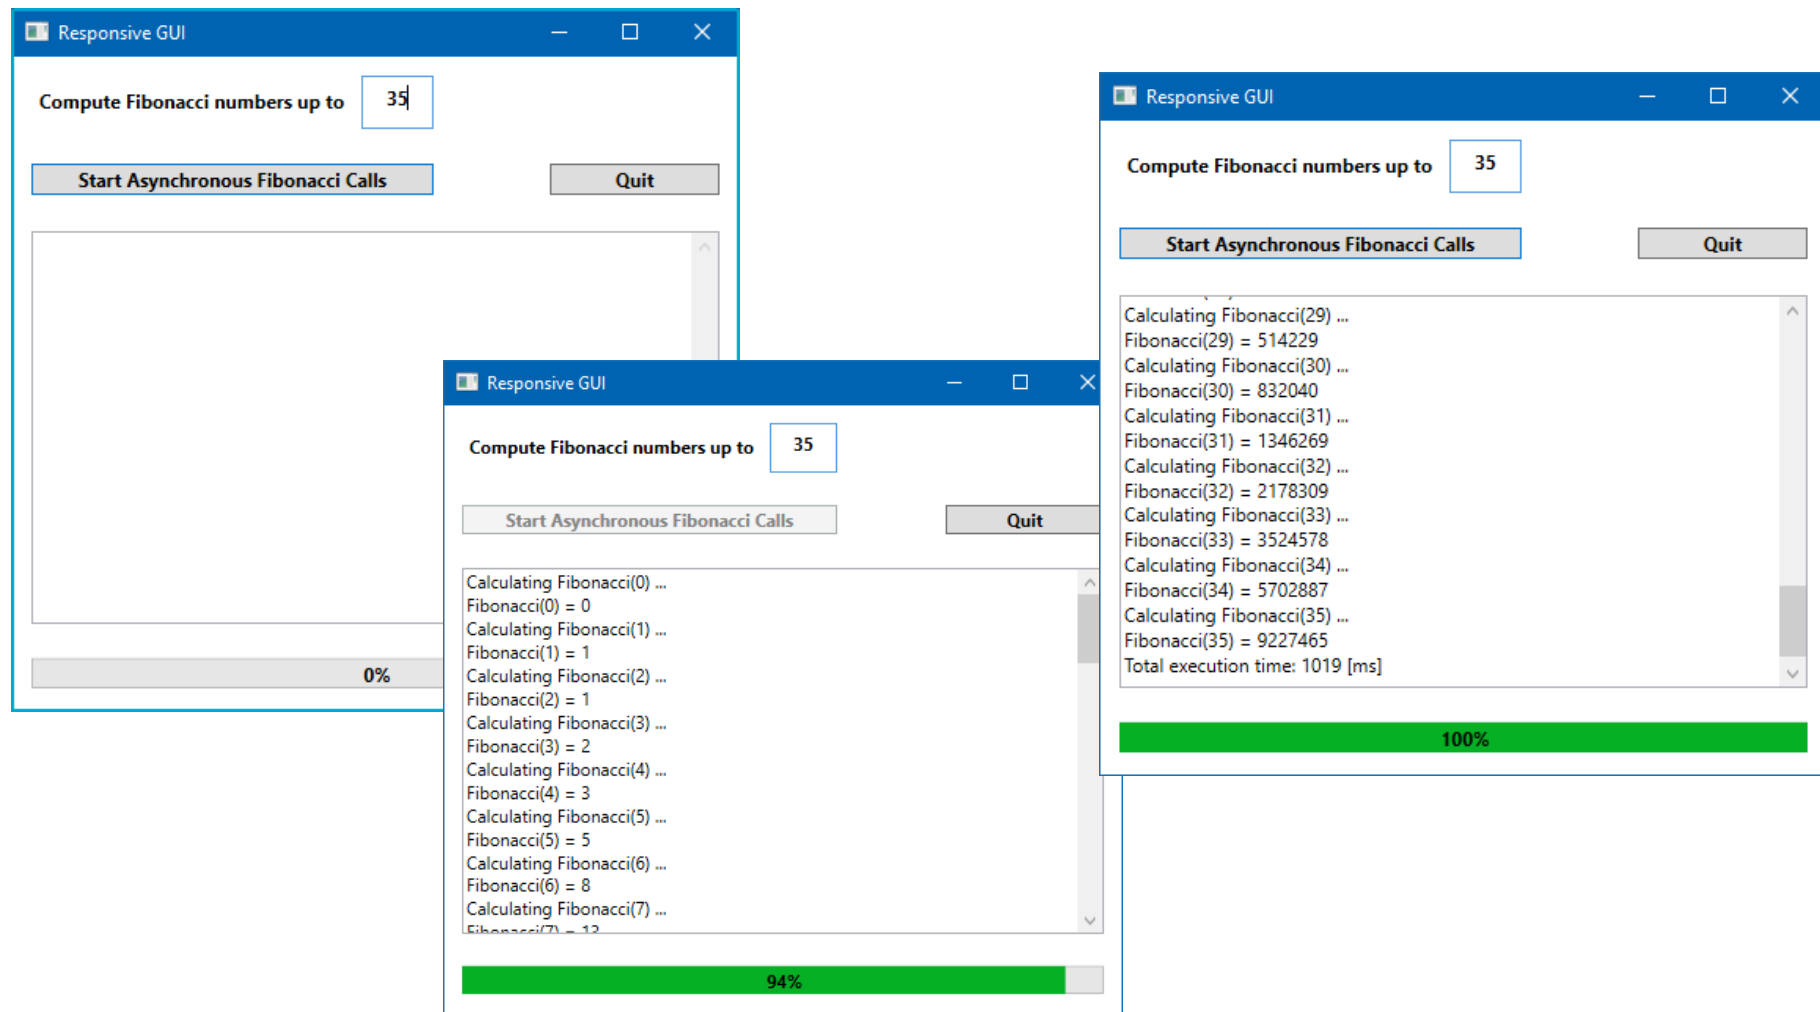 Responsive GUI
Compute Fibonacci numbers up to 35
Start Asynchronous Fibonacci Calls Quit
0%
Responsive GUI
Compute Fibonacci numbers up to 35
Start Asynchronous Fibonacci Calls Quit
Calculating Fibonacci(0) ...
Fibonacci(0) = 0
Calculating Fibonacci(1) ...
Fibonacci(1) = 1
Calculating Fibonacci(2) ...
Fibonacci(2) = 1
Calculating Fibonacci(3) ...
Fibonacci(3) = 2
Calculating Fibonacci(4) ...
Fibonacci(4) = 3
Calculating Fibonacci(5) ...
Fibonacci(5) = 5
Calculating Fibonacci(6) ...
Fibonacci(6) = 8
Calculating Fibonacci(7) ...
Fibonacci(7) = 13
94%
Responsive GUI
Compute Fibonacci numbers up to 35
Start Asynchronous Fibonacci Calls Quit
Calculating Fibonacci(29) ...
Fibonacci(29) = 514229
Calculating Fibonacci(30) ...
Fibonacci(30) = 832040
Calculating Fibonacci(31) ...
Fibonacci(31) = 1346269
Calculating Fibonacci(32) ...
Fibonacci(32) = 2178309
Calculating Fibonacci(33) ...
Fibonacci(33) = 3524578
Calculating Fibonacci(34) ...
Fibonacci(34) = 5702887
Calculating Fibonacci(35) ...
Fibonacci(35) = 9227465
Total execution time: 1019 [ms]
100%